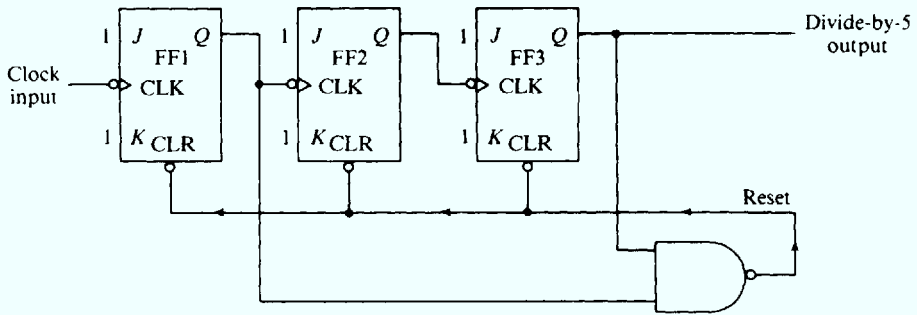 1 J Q
FF1
CLK
1 K CLR
1 J Q
FF2
CLK
1 K CLR
1 J Q
FF3
CLK
1 K CLR
Clock
input
Divide-by-5
output
Reset